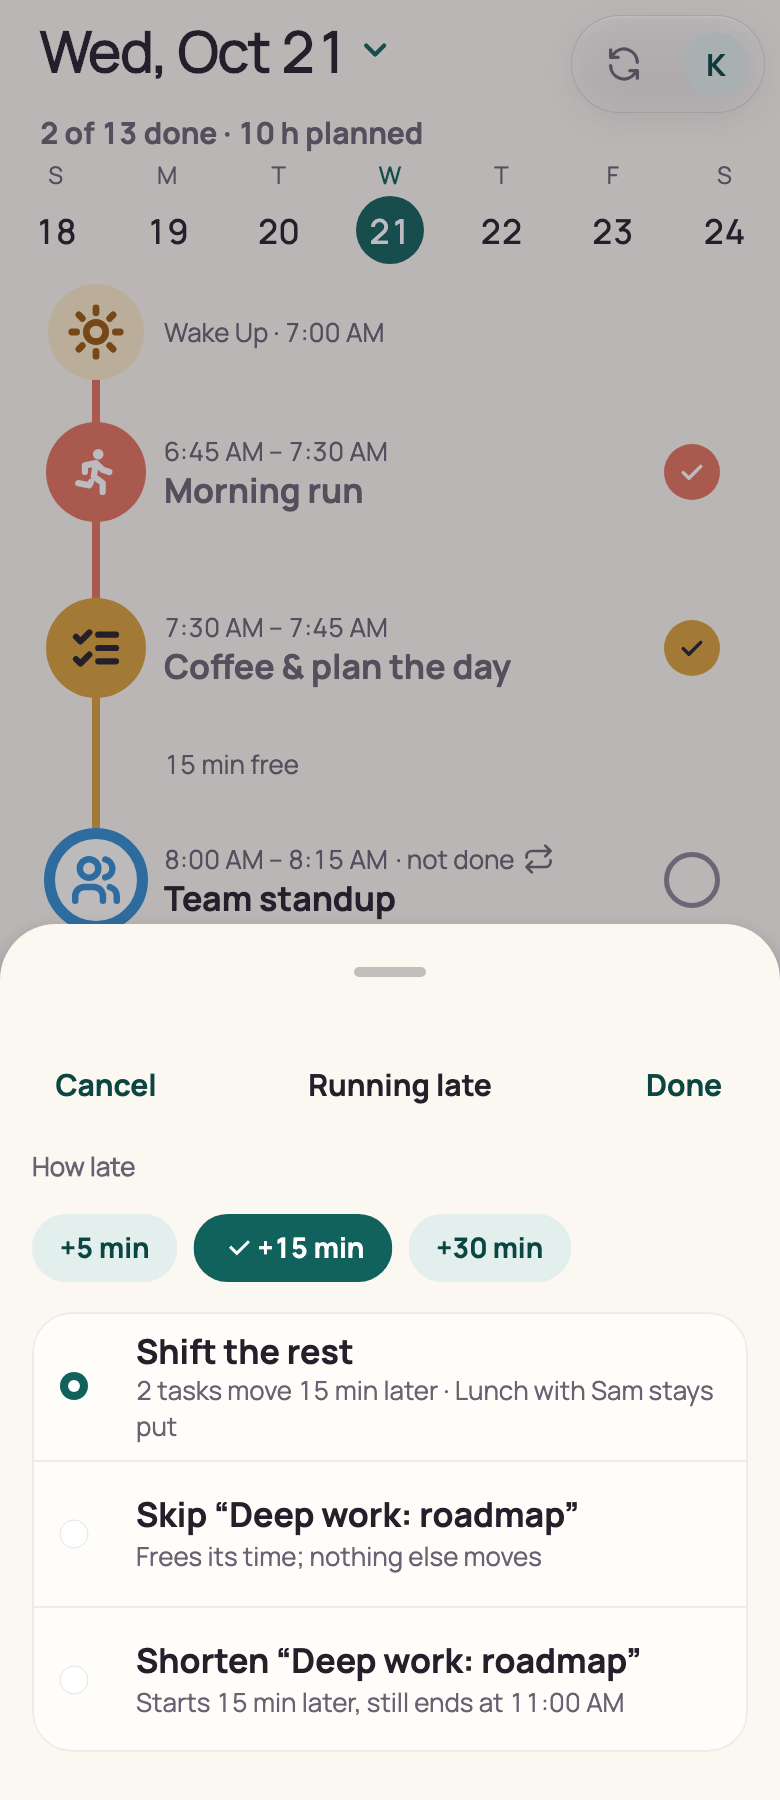 Wed, Oct 21
K
2 of 13 done · 10 h planned
S M T W T F S
18 19 20 21 22 23 24
Wake Up · 7:00 AM
6:45 AM – 7:30 AM
Morning run
7:30 AM – 7:45 AM
Coffee & plan the day
15 min free
8:00 AM – 8:15 AM · not done
Team standup
Cancel Running late Done
How late
+5 min +15 min +30 min
Shift the rest
2 tasks move 15 min later · Lunch with Sam stays
put
Skip “Deep work: roadmap”
Frees its time; nothing else moves
Shorten “Deep work: roadmap”
Starts 15 min later, still ends at 11:00 AM